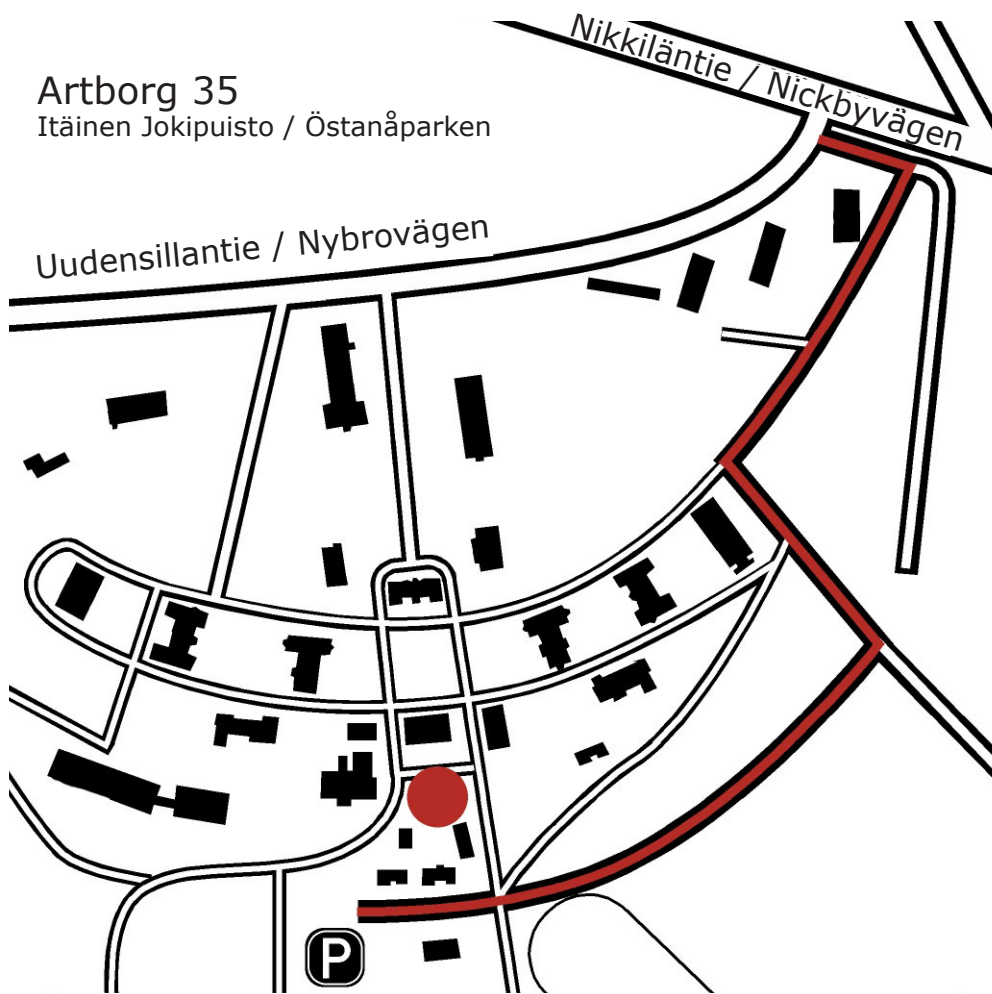 Nikkiläntie / Nickbyvägen
Artborg 35
Itäinen Jokipuisto / Östanåparken
Uudensillantie / Nybrovägen
P